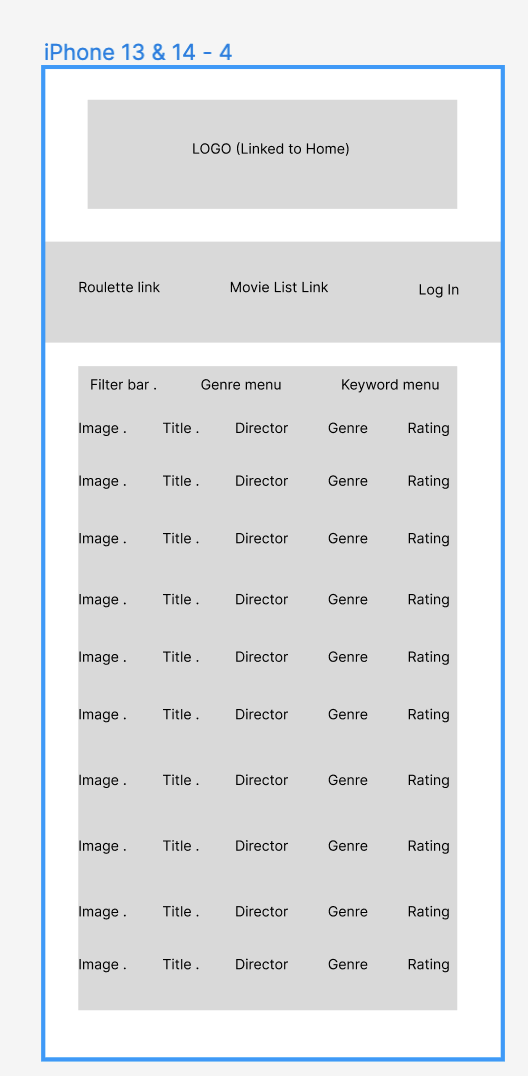 iPhone 13 & 14 - 4
LOGO (Linked to Home)
Roulette link Movie List Link Log In
Filter bar . Genre menu Keyword menu
Image . Title . Director Genre Rating
Image . Title . Director Genre Rating
Image . Title . Director Genre Rating
Image . Title . Director Genre Rating
Image . Title . Director Genre Rating
Image . Title . Director Genre Rating
Image . Title . Director Genre Rating
Image . Title . Director Genre Rating
Image . Title . Director Genre Rating
Image . Title . Director Genre Rating